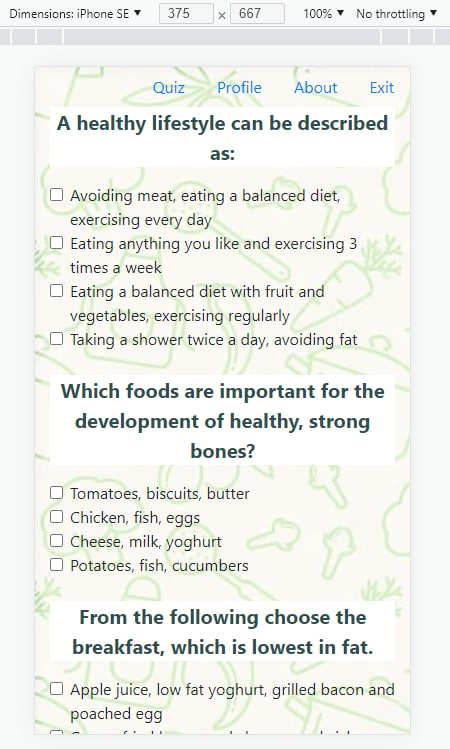 Dimensions: iPhone SE ▼ 375 x 667 100% ▼ No throttling ▼
Quiz Profile About Exit
A healthy lifestyle can be described
as:
Avoiding meat, eating a balanced diet,
exercising every day
Eating anything you like and exercising 3
times a week
Eating a balanced diet with fruit and
vegetables, exercising regularly
Taking a shower twice a day, avoiding fat
Which foods are important for the
development of healthy, strong
bones?
Tomatoes, biscuits, butter
Chicken, fish, eggs
Cheese, milk, yoghurt
Potatoes, fish, cucumbers
From the following choose the
breakfast, which is lowest in fat.
Apple juice, low fat yoghurt, grilled bacon and
poached egg